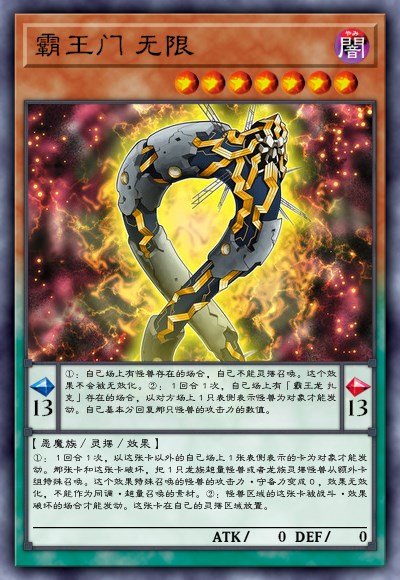 霸王门 无限
やみ
闇
①：自己场上有怪兽存在的场合，自己不能灵摆召唤。这个效
果不会被无效化。②：1回合1次，自己场上有「霸王龙 扎
克」存在的场合，以对方场上1只表侧表示怪兽为对象才能发
动。自己基本分回复那只怪兽的攻击力的数值。
13
13
【恶魔族／灵摆／效果】
①：1回合1次，以这张卡以外的自己场上1张表侧表示的卡为对象才能发
动。那张卡和这张卡破坏，把1只龙族超量怪兽或者龙族灵摆怪兽从额外卡
组特殊召唤。这个效果特殊召唤的怪兽的攻击力·守备力变成0，效果无效
化，不能作为同调·超量召唤的素材。②：怪兽区域的这张卡被战斗·效果
破坏的场合才能发动。这张卡在自己的灵摆区域放置。
ATK／ 0 DEF／ 0